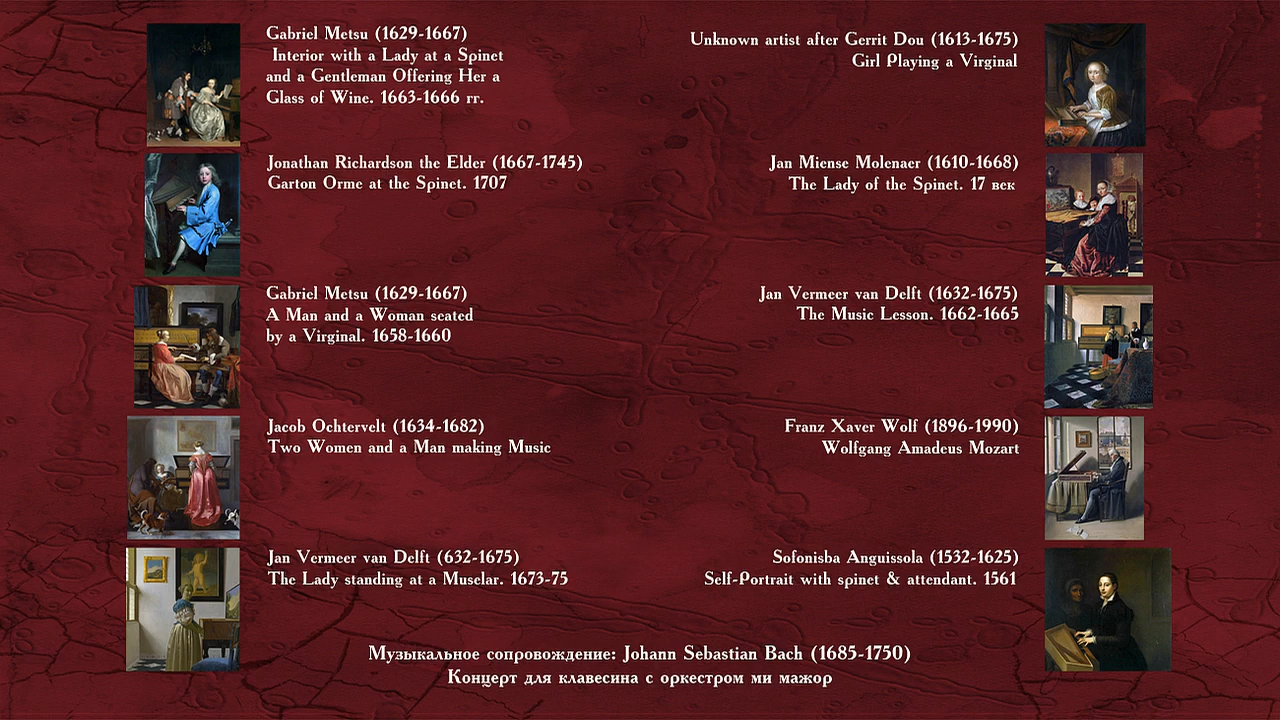 Gabriel Metsu (1629-1667)
Interior with a Lady at a Spinet
and a Gentleman Offering Her a
Glass of Wine. 1663-1666 гг.
Jonathan Richardson the Elder (1667-1745)
Garton Orme at the Spinet. 1707
Gabriel Metsu (1629-1667)
A Man and a Woman seated
by a Virginal. 1658-1660
Jacob Ochtervelt (1634-1682)
Two Women and a Man making Music
Jan Vermeer van Delft (632-1675)
The Lady standing at a Muselar. 1673-75
Unknown artist after Gerrit Dou (1613-1675)
Girl Playing a Virginal
Jan Miense Molenaer (1610-1668)
The Lady of the Spinet. 17 век
Jan Vermeer van Delft (1632-1675)
The Music Lesson. 1662-1665
Franz Xaver Wolf (1896-1990)
Wolfgang Amadeus Mozart
Sofonisba Anguissola (1532-1625)
Self-Portrait with spinet & attendant. 1561
Музыкальное сопровождение: Johann Sebastian Bach (1685-1750)
Концерт для клавесина с оркестром ми мажор